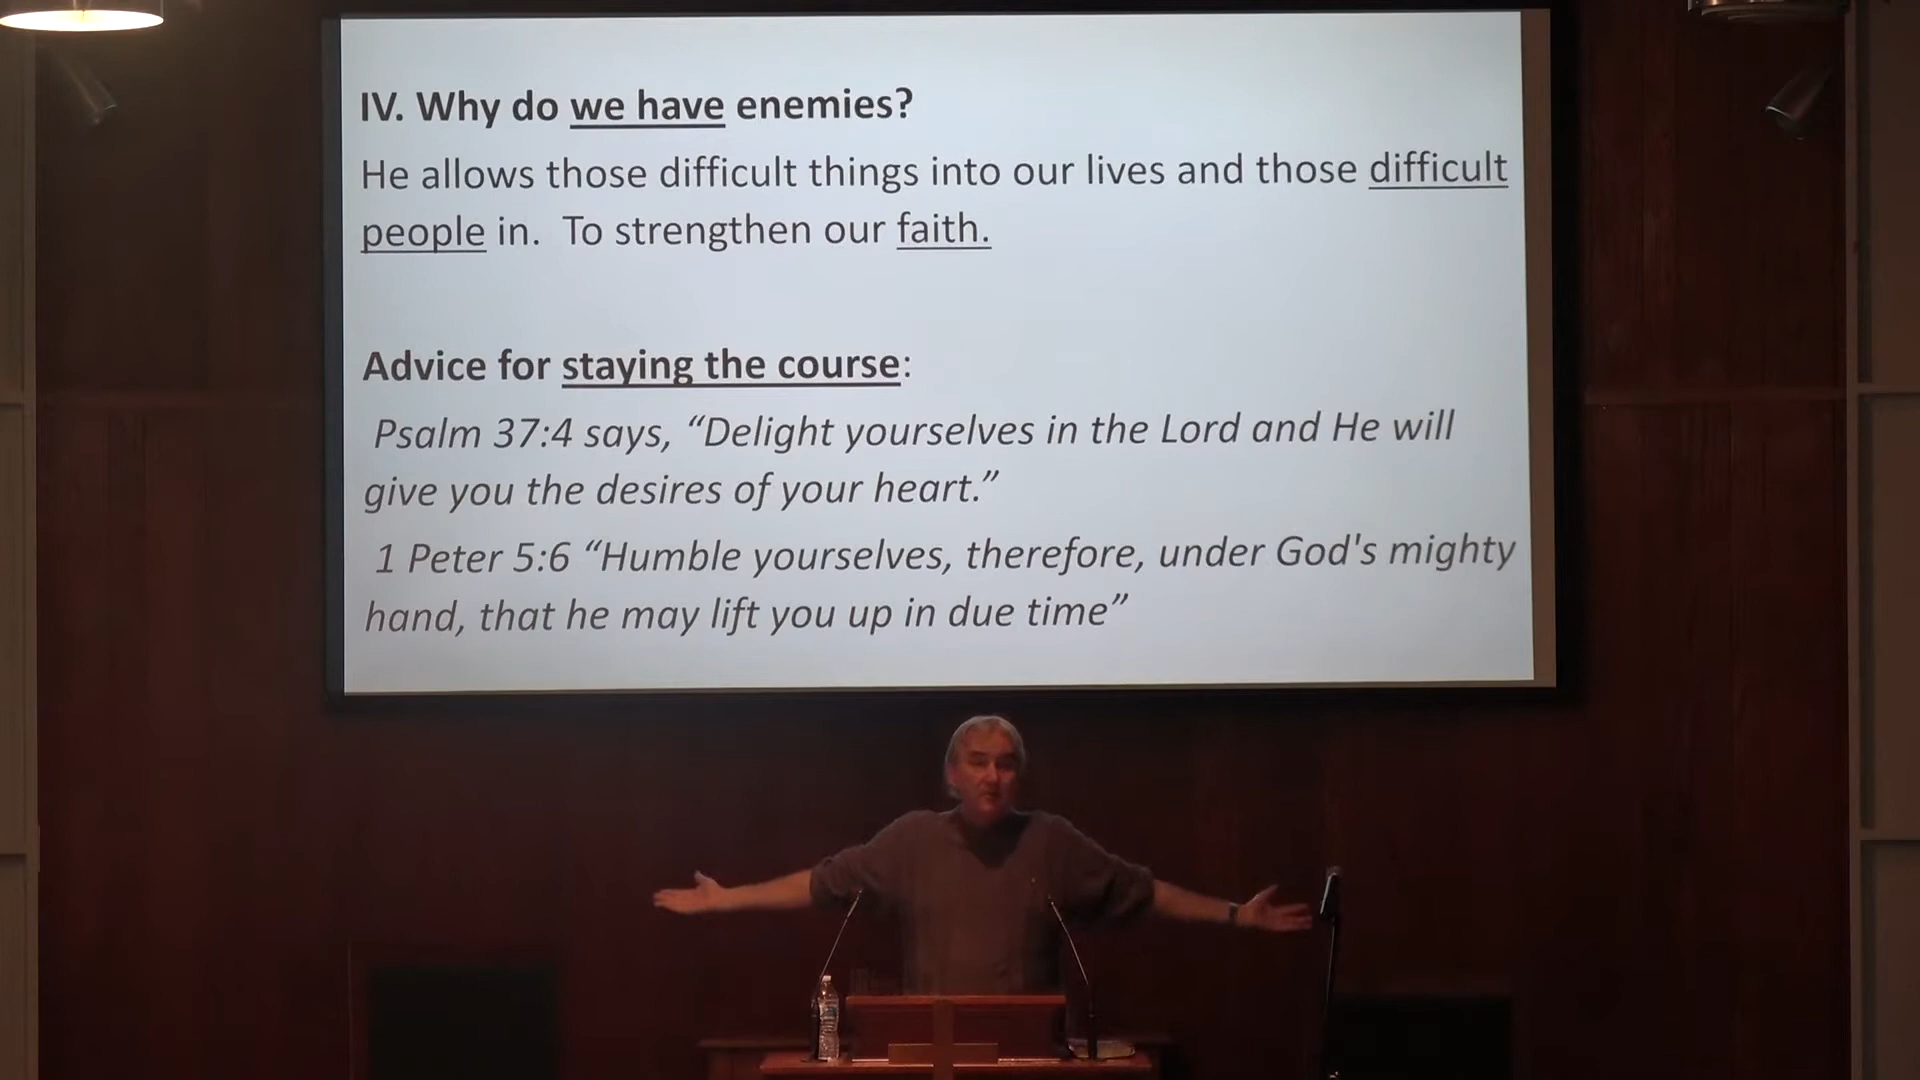 IV. Why do we have enemies?
He allows those difficult things into our lives and those difficult
people in.  To strengthen our faith.
Advice for staying the course:
Psalm 37:4 says, “Delight yourselves in the Lord and He will
give you the desires of your heart.”
1 Peter 5:6 “Humble yourselves, therefore, under God's mighty
hand, that he may lift you up in due time”